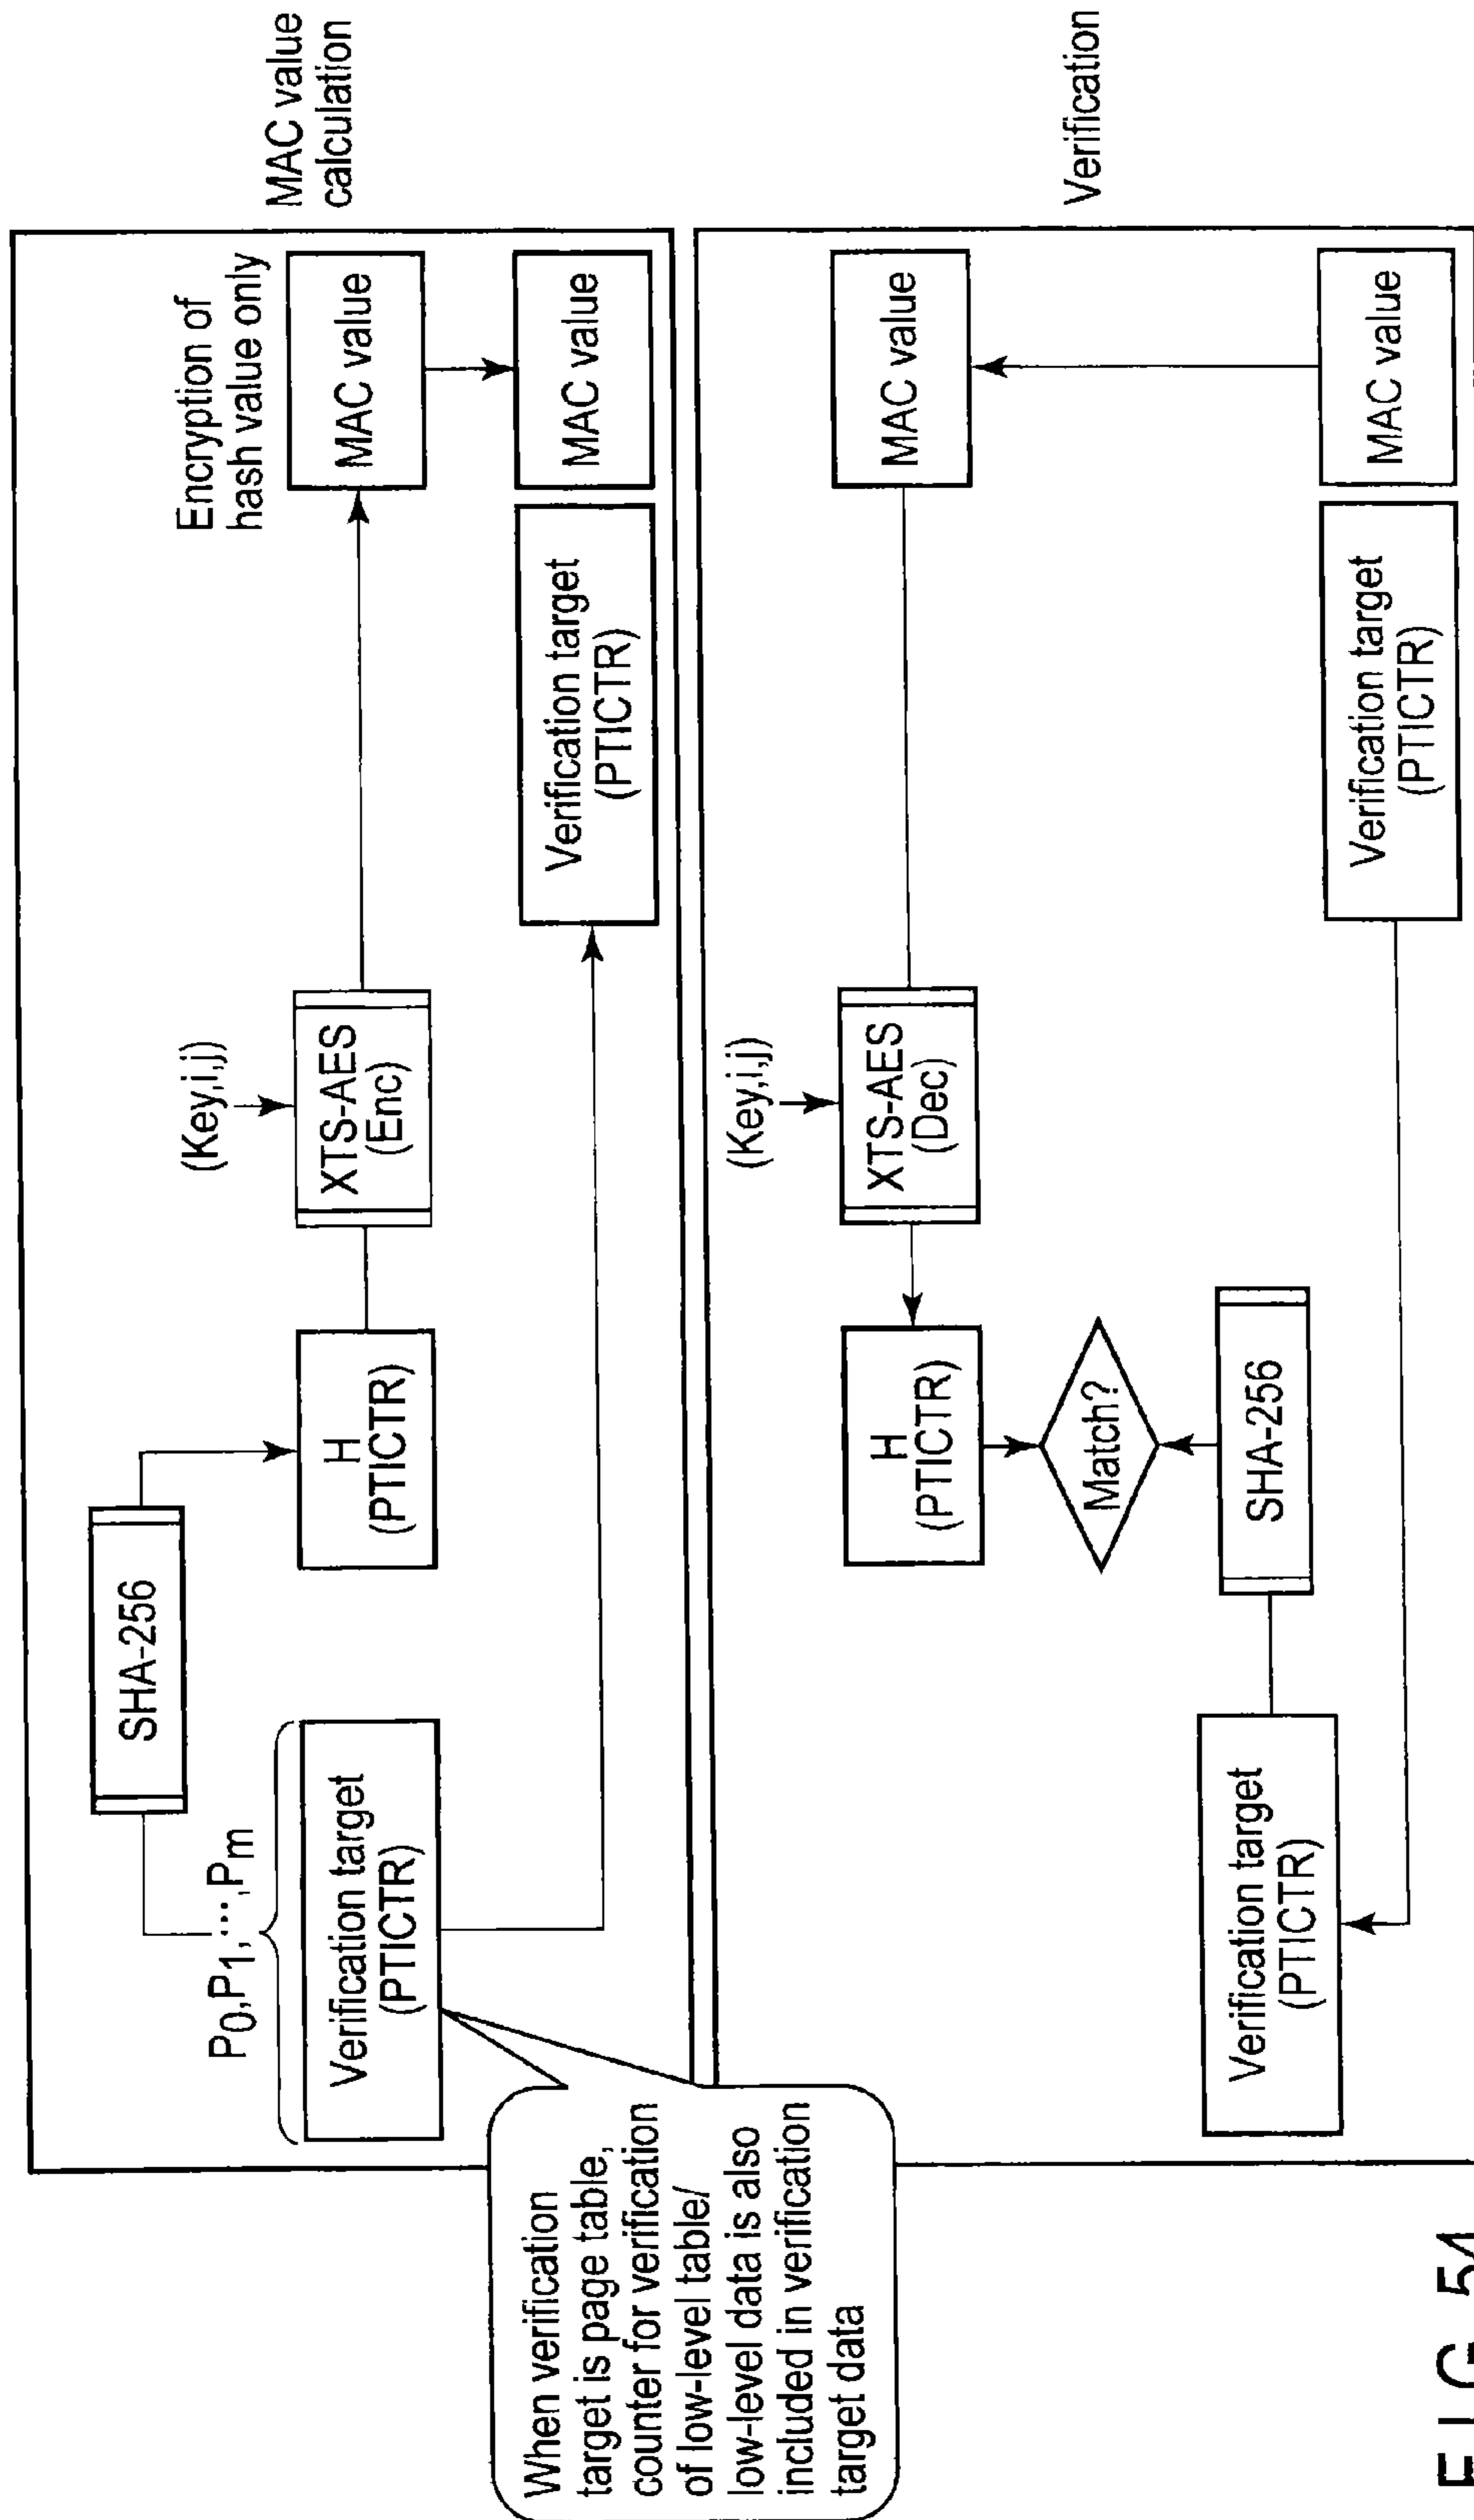 MAC value
calculation
Encryption of
hash value only
SHA-256
P0,P1,...,Pm
Verification target
(PTICTR)
H
(PTICTR)
(Key,i,j)
XTS-AES
(Enc)
MAC value
Verification target
(PTICTR)
MAC value
When verification
target is page table,
counter for verification
of low-level table/
low-level data is also
included in verification
target data
Verification
(Key,i,j)
H
(PTICTR)
XTS-AES
(Dec)
MAC value
Match?
SHA-256
Verification target
(PTICTR)
Verification target
(PTICTR)
MAC value
FIG. 54